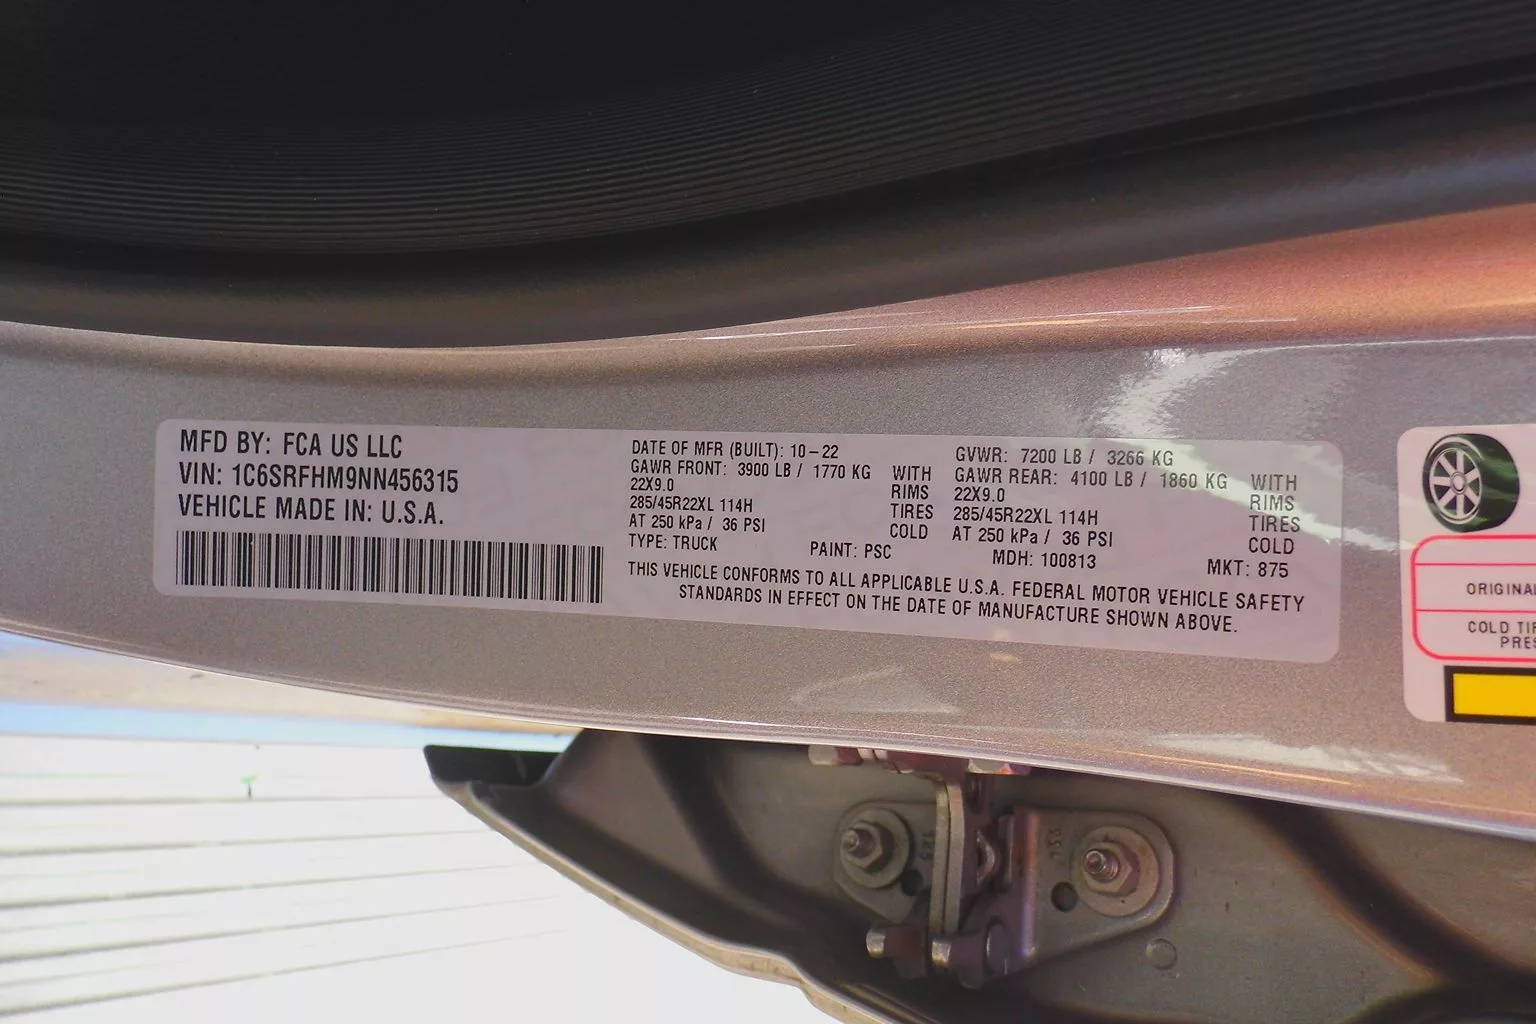 MFD BY: FCA US LLC
VIN: 1C6SRFHM9NN456315
VEHICLE MADE IN: U.S.A.
DATE OF MFR (BUILT): 10-22
GAWR FRONT: 3900 LB / 1770 KG WITH
22X9.0 RIMS
285/45R22XL 114H TIRES
AT 250 kPa / 36 PSI COLD
TYPE: TRUCK PAINT: PSC
GVWR: 7200 LB / 3266 KG
GAWR REAR: 4100 LB / 1860 KG WITH
22X9.0 RIMS
285/45R22XL 114H TIRES
AT 250 kPa / 36 PSI COLD
MDH: 100813 MKT: 875
THIS VEHICLE CONFORMS TO ALL APPLICABLE U.S.A. FEDERAL MOTOR VEHICLE SAFETY
STANDARDS IN EFFECT ON THE DATE OF MANUFACTURE SHOWN ABOVE.
ORIGINAL
COLD